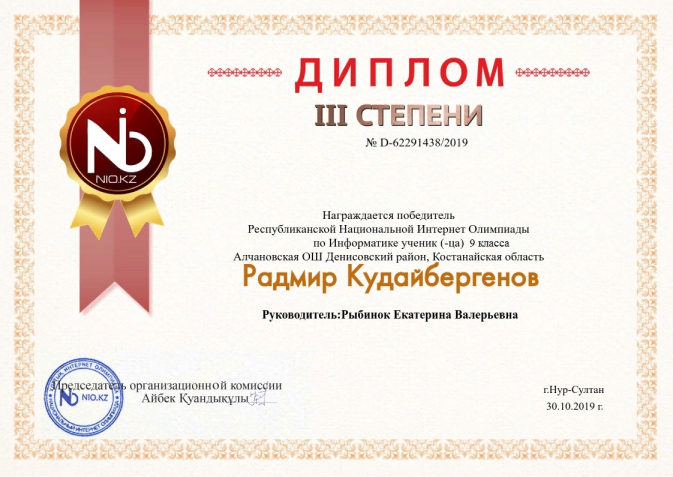 ДИПЛОМ
III СТЕПЕНИ
№ D-62291438/2019
NIO.KZ
Награждается победитель
Республиканской Национальной Интернет Олимпиады
по Информатике ученик (-ца) 9 класса
Алчановская ОШ Денисовский район, Костанайская область
Радмир Кудайбергенов
Руководитель:Рыбинок Екатерина Валерьевна
Председатель организационной комиссии
Айбек Қуандықұлы
NIO.KZ
г.Нур-Султан
30.10.2019 г.